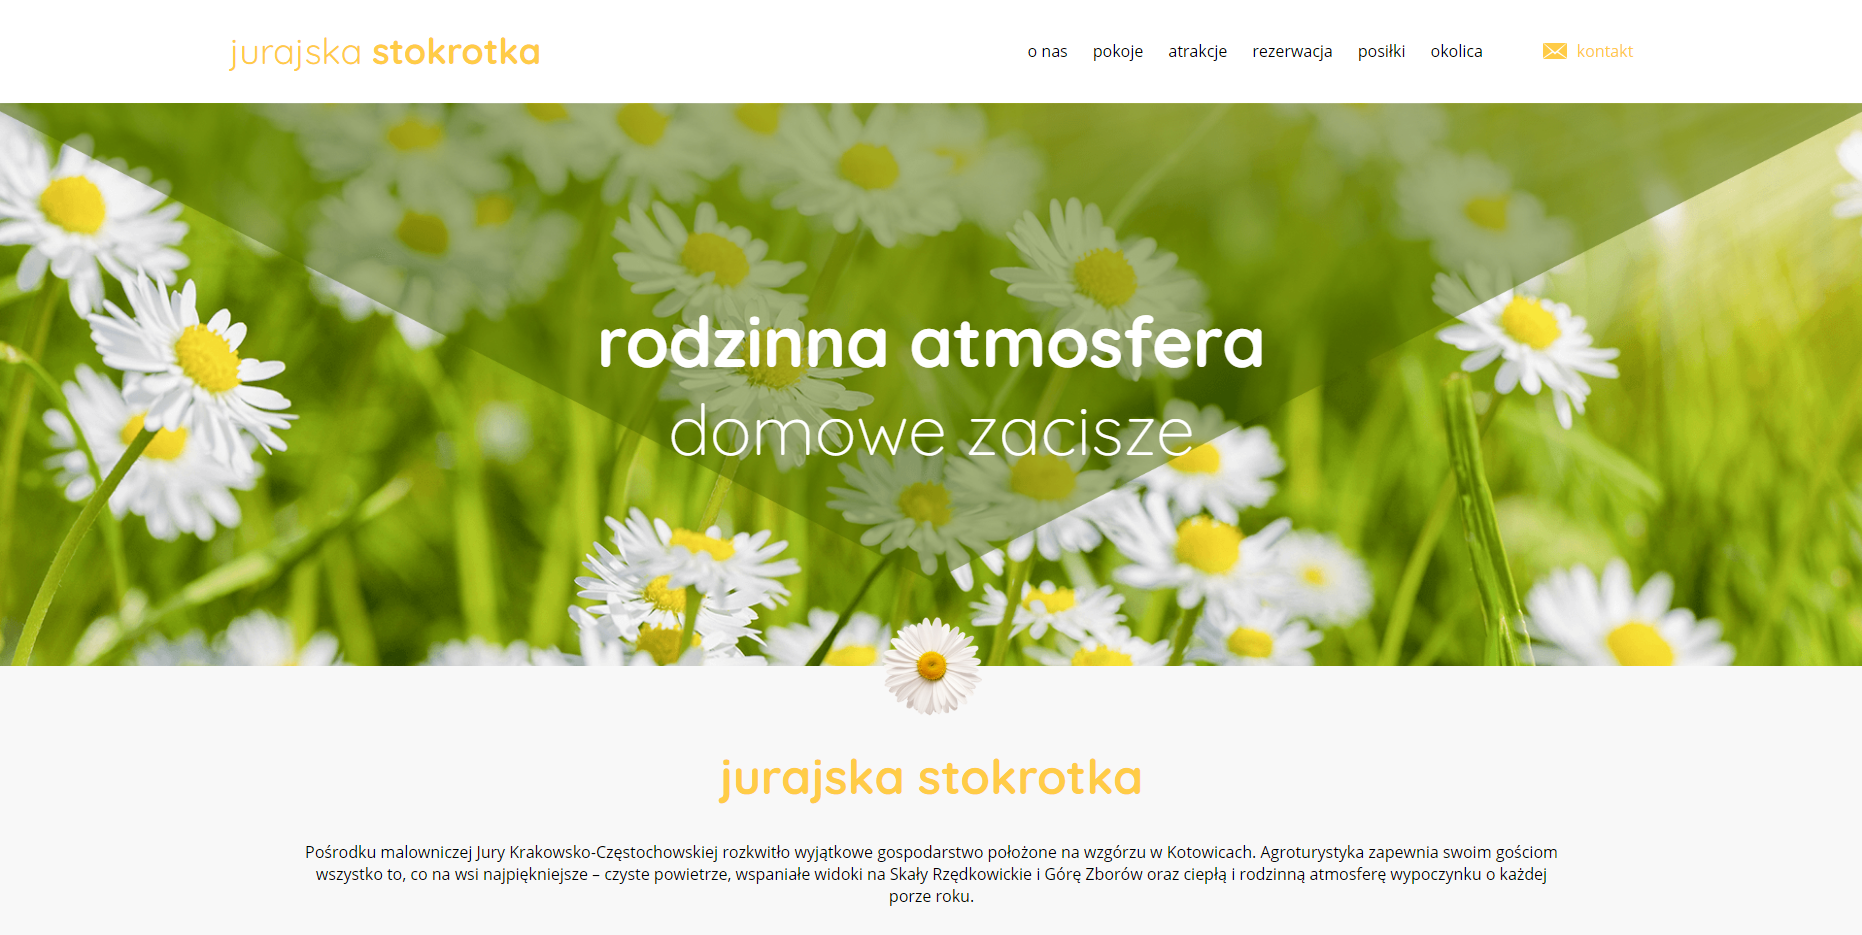 jurajska stokrotka
o nas pokoje atrakcje rezerwacja posiłki okolica kontakt
rodzinna atmosfera
domowe zacisze
jurajska stokrotka
Pośrodku malowniczej Jury Krakowsko-Częstochowskiej rozkwitło wyjątkowe gospodarstwo położone na wzgórzu w Kotowicach. Agroturystyka zapewnia swoim gościom
wszystko to, co na wsi najpiękniejsze – czyste powietrze, wspaniałe widoki na Skały Rzędkowickie i Górę Zborów oraz ciepłą i rodzinną atmosferę wypoczynku o każdej
porze roku.